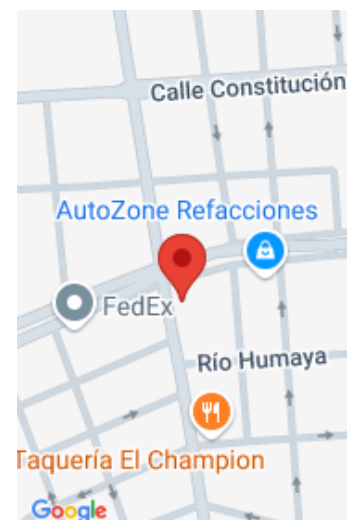 Calle Constitución
AutoZone Refacciones
FedEx
Río Humaya
Taquería El Champion
Google